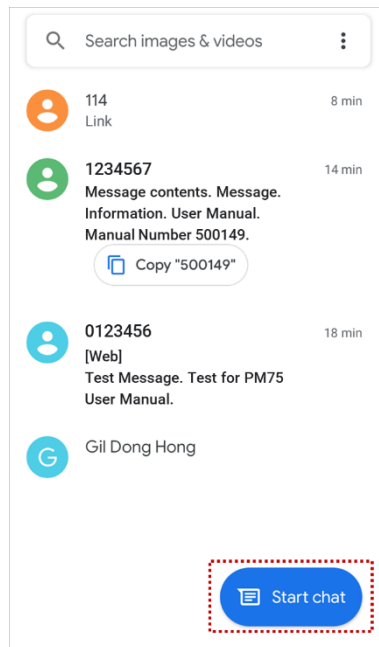 Search images & videos
114
8 min
Link
1234567
14 min
Message contents. Message.
Information. User Manual.
Manual Number 500149.
Copy "500149"
0123456
18 min
[Web]
Test Message. Test for PM75
User Manual.
G
Gil Dong Hong
Start chat